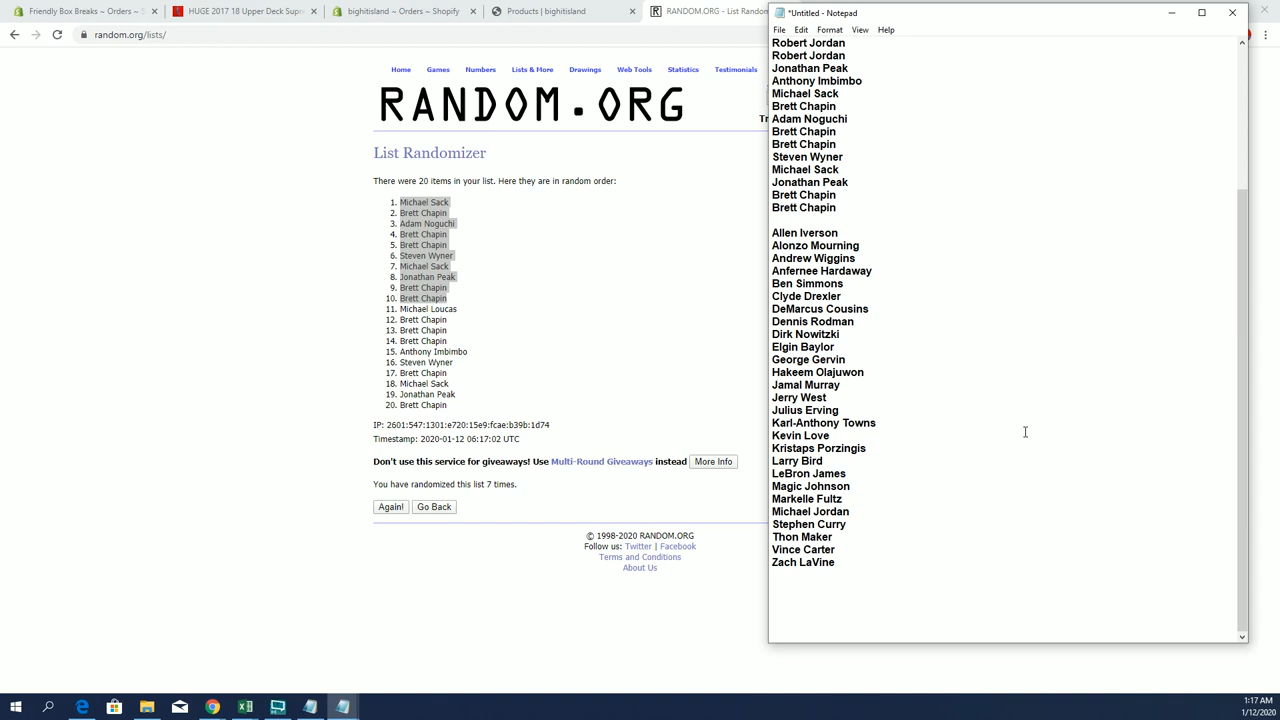 Friendly Box Breaks ~ Orders ~ S
HUGE 2017 18 Upper Deck Supe
bighitisland ~ Orders ~ Shopify
Products | bighitisland
RANDOM.ORG - List Randon
random.org/lists/
Home Games Numbers Lists & More Drawings Web Tools Statistics Testimonials
RANDOM.ORG
Tr
List Randomizer
There were 20 items in your list. Here they are in random order:
1. Michael Sack
2. Brett Chapin
3. Adam Noguchi
4. Brett Chapin
5. Brett Chapin
6. Steven Wyner
7. Michael Sack
8. Jonathan Peak
9. Brett Chapin
10. Brett Chapin
11. Michael Loucas
12. Brett Chapin
13. Brett Chapin
14. Brett Chapin
15. Anthony Imbimbo
16. Steven Wyner
17. Brett Chapin
18. Michael Sack
19. Jonathan Peak
20. Brett Chapin
IP: 2601:547:1301:e720:15e9:fcae:b39b:1d74
Timestamp: 2020-01-12 06:17:02 UTC
Don't use this service for giveaways! Use Multi-Round Giveaways instead More Info
You have randomized this list 7 times.
Again! Go Back
© 1998-2020 RANDOM.ORG
Follow us: Twitter | Facebook
Terms and Conditions
About Us
*Untitled - Notepad
File Edit Format View Help
Robert Jordan
Robert Jordan
Jonathan Peak
Anthony Imbimbo
Michael Sack
Brett Chapin
Adam Noguchi
Brett Chapin
Brett Chapin
Steven Wyner
Michael Sack
Jonathan Peak
Brett Chapin
Brett Chapin
Allen Iverson
Alonzo Mourning
Andrew Wiggins
Anfernee Hardaway
Ben Simmons
Clyde Drexler
DeMarcus Cousins
Dennis Rodman
Dirk Nowitzki
Elgin Baylor
George Gervin
Hakeem Olajuwon
Jamal Murray
Jerry West
Julius Erving
Karl-Anthony Towns
Kevin Love
Kristaps Porzingis
Larry Bird
LeBron James
Magic Johnson
Markelle Fultz
Michael Jordan
Stephen Curry
Thon Maker
Vince Carter
Zach LaVine
1:17 AM
1/12/2020